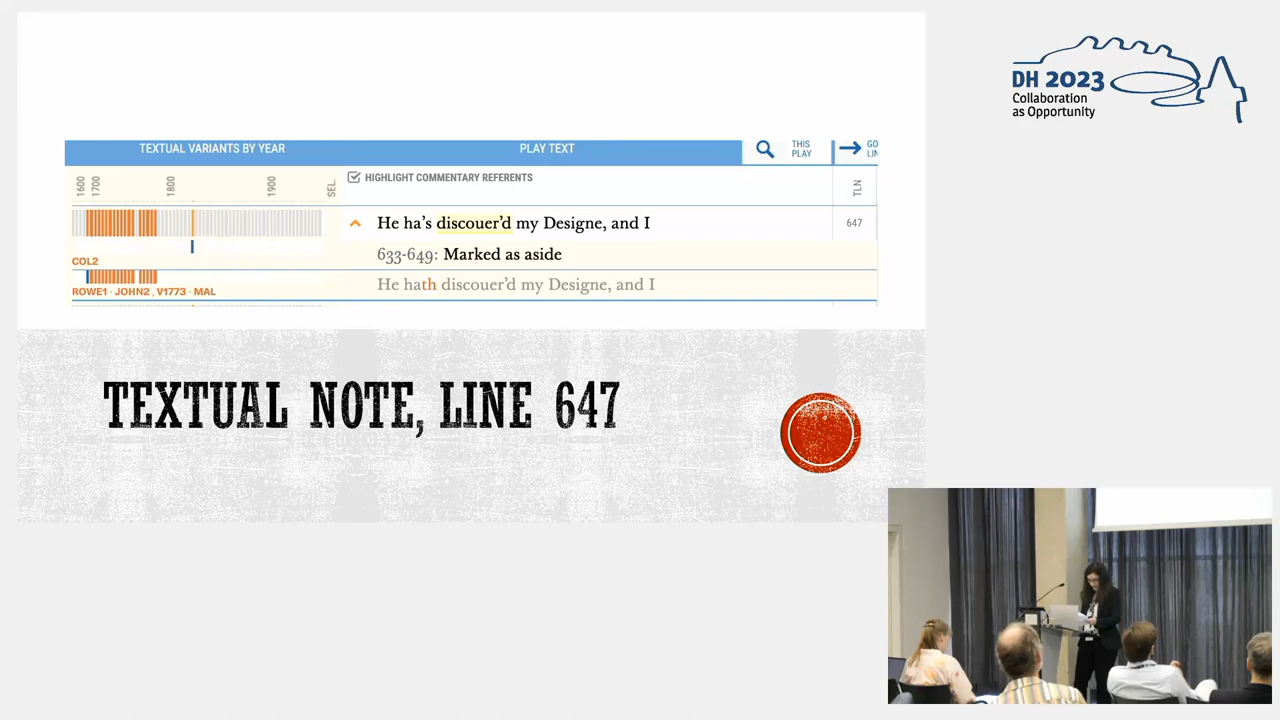 DH 2023
Collaboration
as Opportunity
TEXTUAL VARIANTS BY YEAR
PLAY TEXT
THIS
PLAY
GO
LIN
1600
1700
1800
1900
SEL.
HIGHLIGHT COMMENTARY REFERENTS
TLN
He ha's discouer'd my Designe, and I
647
633-649: Marked as aside
COL2
He hath discouer'd my Designe, and I
ROWE1 · JOHN2 , V1773 · MAL
TEXTUAL NOTE, LINE 647